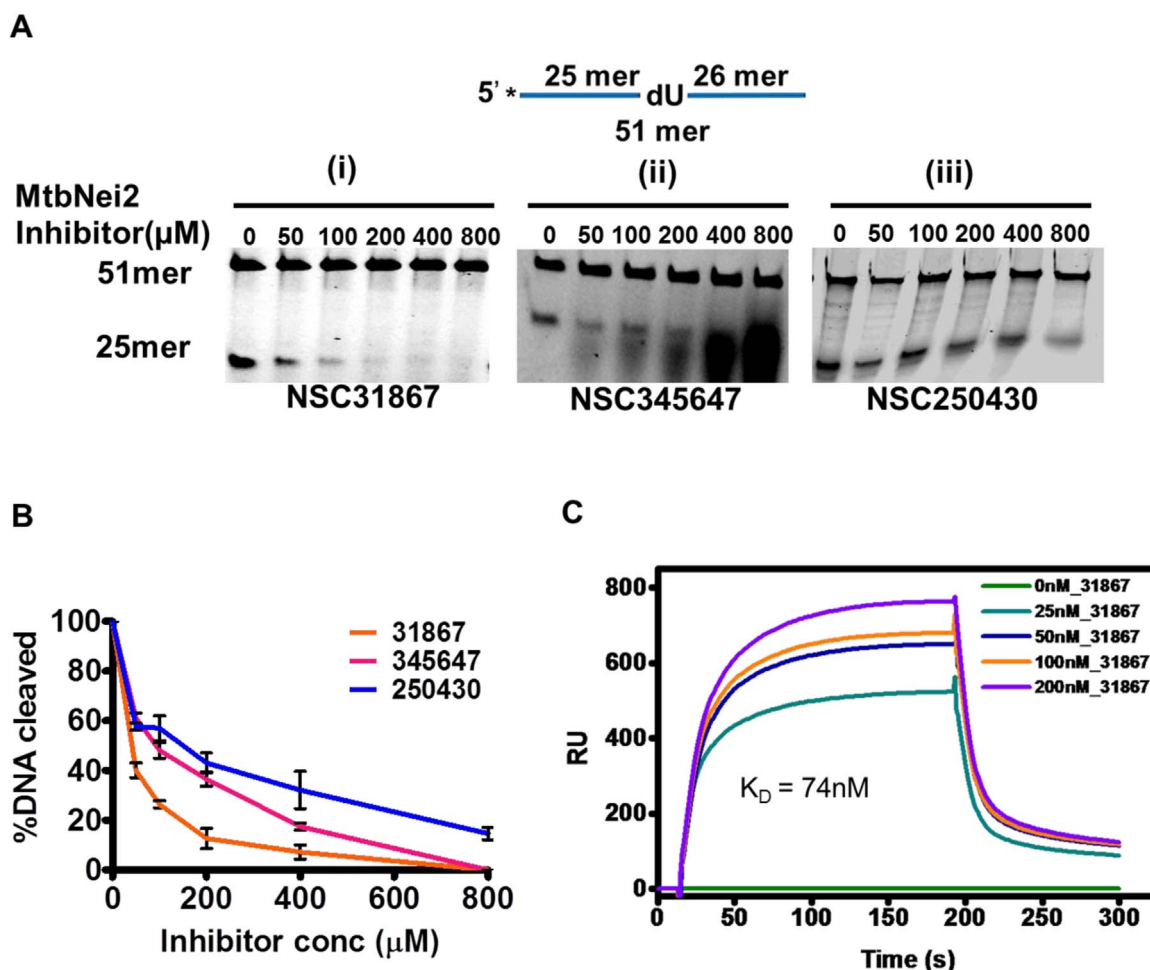 A
25 mer 26 mer
5' * dU
51 mer
(i) (ii) (iii)
MtbNei2
Inhibitor(µM)
0 50 100 200 400 800 0 50 100 200 400 800 0 50 100 200 400 800
51mer
25mer
NSC31867 NSC345647 NSC250430
B
%DNA cleaved
100
80
60
40
20
0
31867
345647
250430
0 200 400 600 800
Inhibitor conc (µM)
C
RU
800
600
400
200
0
0nM_31867
25nM_31867
50nM_31867
100nM_31867
200nM_31867
KD = 74nM
0 50 100 150 200 250 300
Time (s)